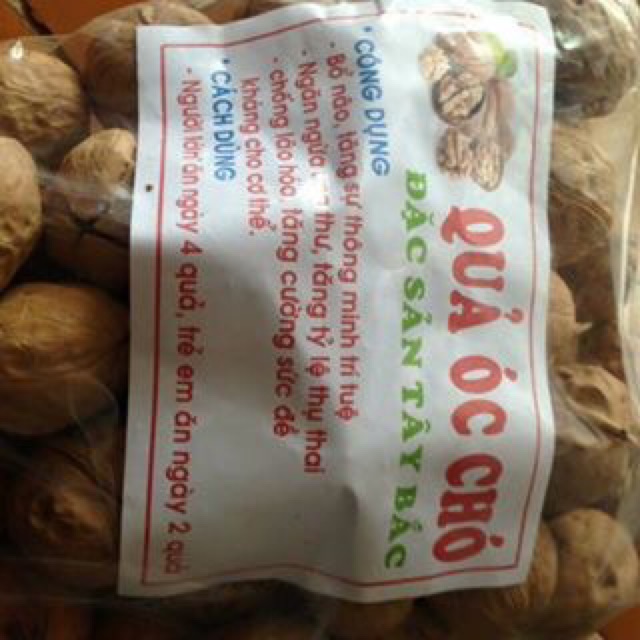 QUẢ ÓC CHÓ
ĐẶC SẢN TÂY BẮC
* CÔNG DỤNG
- Bổ não, tăng sự thông minh trí tuệ
- Ngăn ngừa thư, tăng tỷ lệ thụ thai
- chống lão hóa, tăng cường sức đề
kháng cho cơ thể.
* CÁCH DÙNG
- Người lớn ăn ngày 4 quả, trẻ em ăn ngày 2 quả